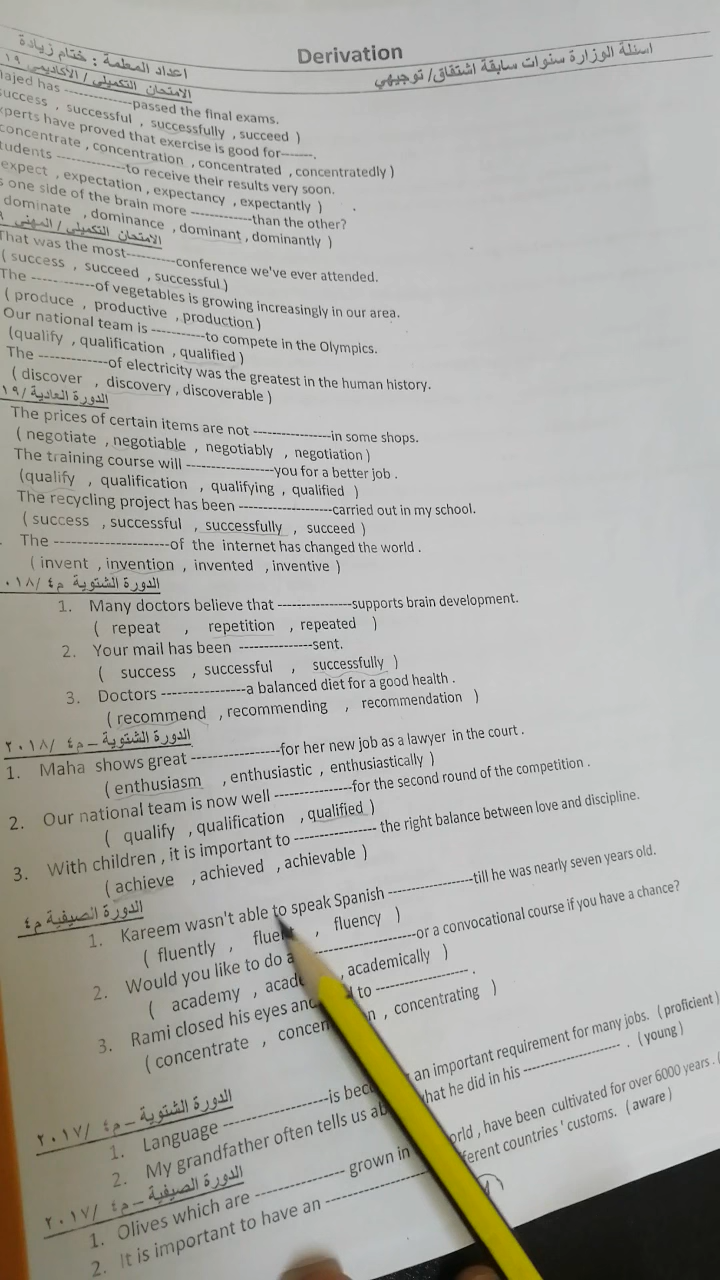 Derivation
اعداد المعلمة : ختام زيادة
اسئلة الوزارة سنوات سابقة اشتقاق/ توجيهي
الامتحان التكميلي / الأكاديمي ١٩
ajed has --------------passed the final exams.
uccess , successful , successfully , succeed )
xperts have proved that exercise is good for-------.
concentrate , concentration , concentrated , concentratedly )
tudents --------------to receive their results very soon.
expect , expectation , expectancy , expectantly )
s one side of the brain more --------------than the other?
dominate , dominance , dominant , dominantly )
الامتحان التكميلي / المهني
That was the most----------conference we've ever attended.
( success , succeed , successful )
The --------------of vegetables is growing increasingly in our area.
( produce , productive , production )
Our national team is ------------to compete in the Olympics.
(qualify , qualification , qualified )
The --------------of electricity was the greatest in the human history.
( discover , discovery , discoverable )
الدورة العادية /١٩
The prices of certain items are not -----------------in some shops.
( negotiate , negotiable , negotiably , negotiation )
The training course will -------------------you for a better job .
(qualify , qualification , qualifying , qualified )
The recycling project has been --------------------carried out in my school.
( success , successful , successfully , succeed )
The ----------------------of the internet has changed the world .
( invent , invention , invented , inventive )
الدورة الشتوية م٤ /٠١٨
1. Many doctors believe that ----------------supports brain development.
( repeat , repetition , repeated )
2. Your mail has been ---------------sent.
( success , successful , successfully )
3. Doctors -----------------a balanced diet for a good health .
( recommend , recommending , recommendation )
الدورة الشتوية – م٤ /٢٠١٨
1. Maha shows great -------------------for her new job as a lawyer in the court .
( enthusiasm , enthusiastic , enthusiastically )
2. Our national team is now well ----------------for the second round of the competition .
( qualify , qualification , qualified )
3. With children , it is important to ----------------- the right balance between love and discipline.
( achieve , achieved , achievable )
الدورة الصيفية م٤
1. Kareem wasn't able to speak Spanish ------------------till he was nearly seven years old.
( fluently , fluent , fluency )
2. Would you like to do a --------------------or a convocational course if you have a chance?
( academy , , academically )
3. Rami closed his eyes and to -------------------- .
( concentrate , , concentrating )
الدورة الشتوية – م٤ /٢٠١٧
1. Language ----------------------is an important requirement for many jobs. ( proficient )
2. My grandfather often tells us what he did in his -------------------- . ( young )
الدورة الصيفية – م٤ /٢٠١٧
1. Olives which are ------------------ grown in , have been cultivated for over 6000 years . (
2. It is important to have an ---------------------- countries ' customs. ( aware )